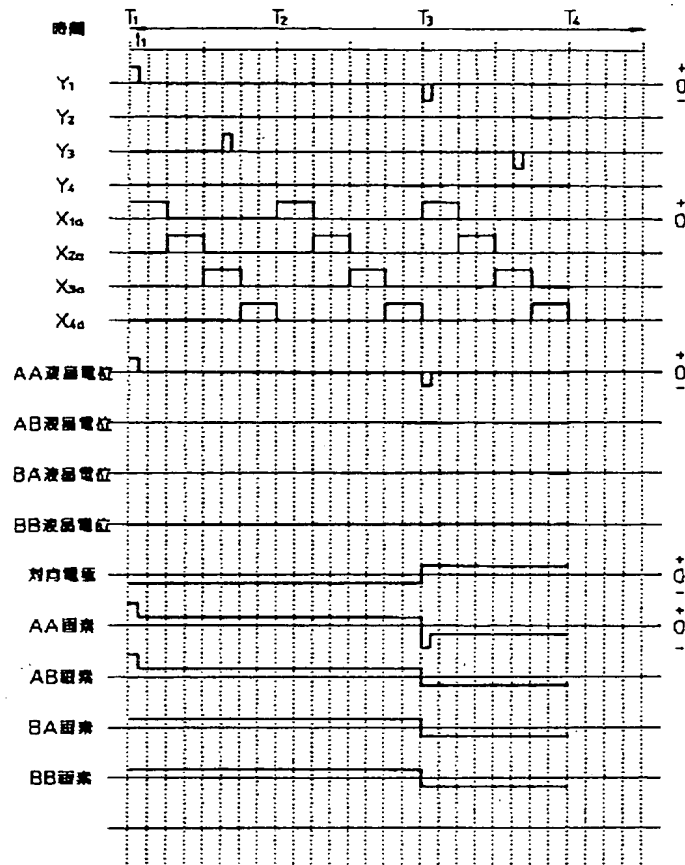 T₁ T₂ T₃ T₄
時間
t₁
Y₁
+
0
-
Y₂
Y₃
Y₄
X₁ₐ
+
0
X₂ₐ
X₃ₐ
X₄ₐ
AA液晶電位
+
0
-
AB液晶電位
BA液晶電位
BB液晶電位
対向電極
+
0
-
AA画素
+
0
-
AB画素
BA画素
BB画素